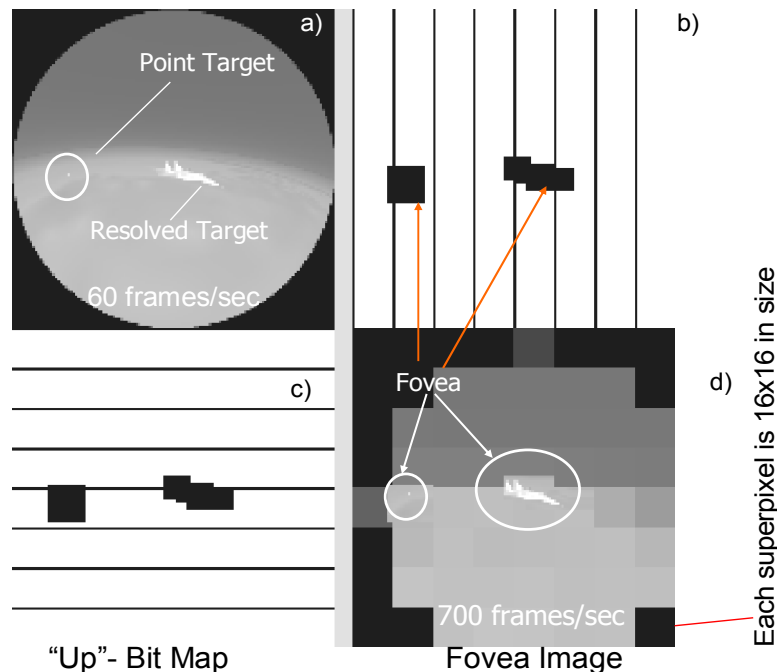 a)
Point Target
Resolved Target
60 frames/sec
b)
c)
Fovea
d)
700 frames/sec
Each superpixel is 16x16 in size
“Up”- Bit Map
Fovea Image